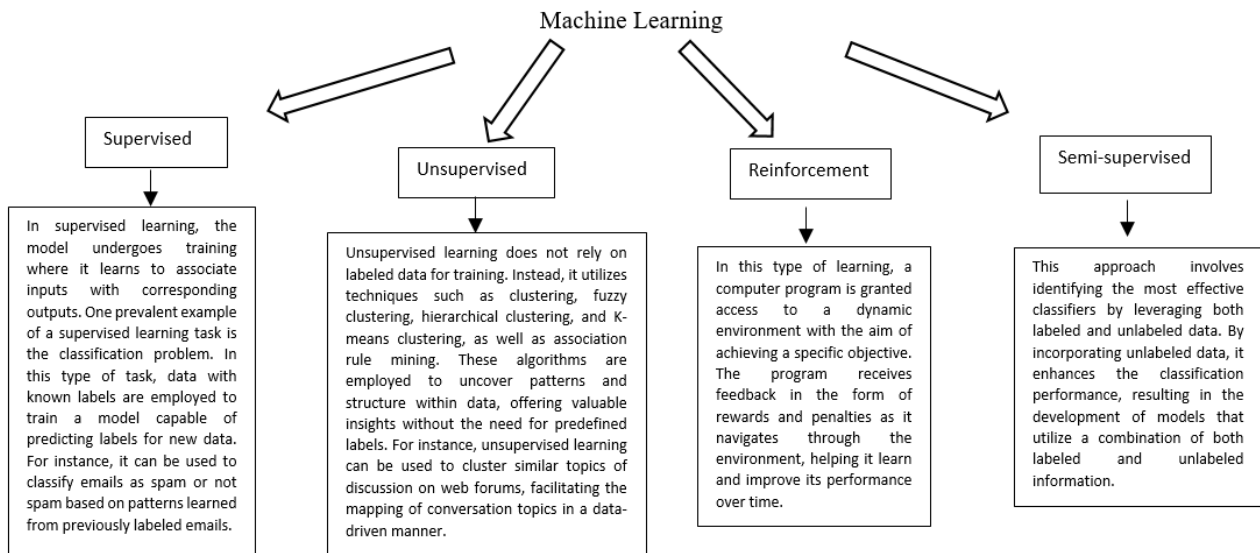 Machine Learning
Supervised
In supervised learning, the
model undergoes training
where it learns to associate
inputs with corresponding
outputs. One prevalent example
of a supervised learning task is
the classification problem. In
this type of task, data with
known labels are employed to
train a model capable of
predicting labels for new data.
For instance, it can be used to
classify emails as spam or not
spam based on patterns learned
from previously labeled emails.
Unsupervised
Unsupervised learning does not rely on
labeled data for training. Instead, it utilizes
techniques such as clustering, fuzzy
clustering, hierarchical clustering, and K-
means clustering, as well as association
rule mining. These algorithms are
employed to uncover patterns and
structure within data, offering valuable
insights without the need for predefined
labels. For instance, unsupervised learning
can be used to cluster similar topics of
discussion on web forums, facilitating the
mapping of conversation topics in a data-
driven manner.
Reinforcement
In this type of learning, a
computer program is granted
access to a dynamic
environment with the aim of
achieving a specific objective.
The program receives
feedback in the form of
rewards and penalties as it
navigates through the
environment, helping it learn
and improve its performance
over time.
Semi-supervised
This approach involves
identifying the most effective
classifiers by leveraging both
labeled and unlabeled data. By
incorporating unlabeled data, it
enhances the classification
performance, resulting in the
development of models that
utilize a combination of both
labeled and unlabeled
information.